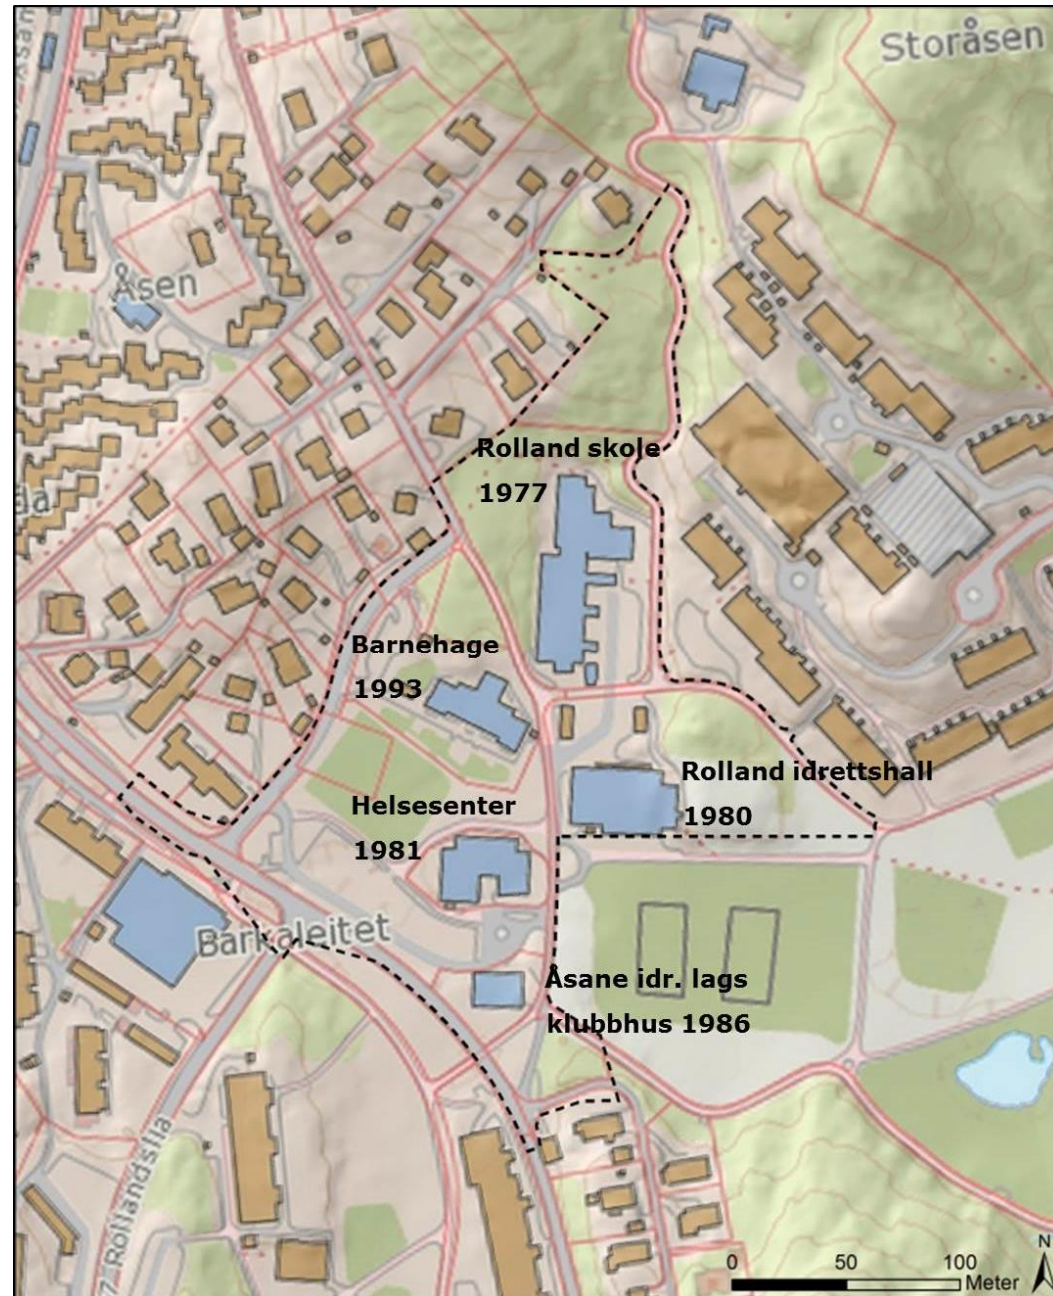 Storåsen
Åsen
Rolland skole
1977
Barnehage
1993
Rolland idrettshall
1980
Helsesenter
1981
Barkaleitet
Åsane idr. lags
klubbhus 1986
Rollandslia
N
0 50 100
Meter